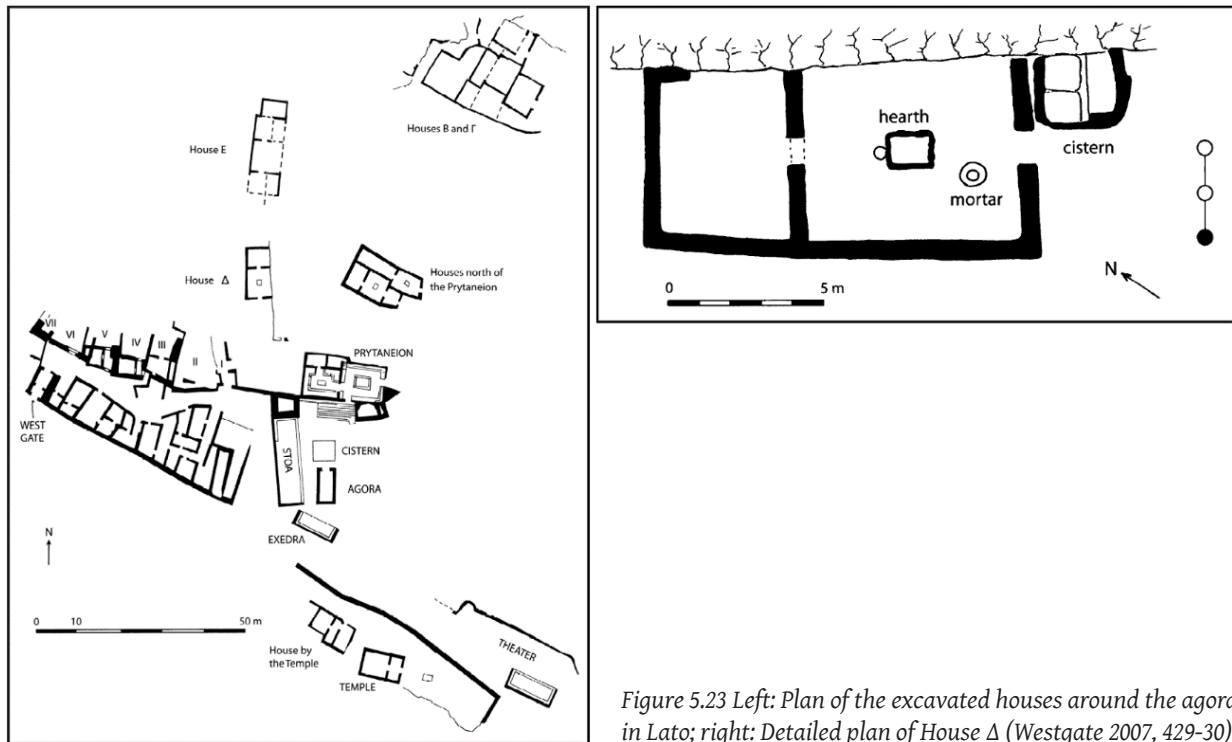 Houses B and Γ
House E
House Δ
Houses north of
the Prytaneion
VII
VI
V
IV
III
II
PRYTANEION
WEST
GATE
STOA
CISTERN
AGORA
N
EXEDRA
0 10 50 m
House by
the Temple
TEMPLE
THEATER
hearth
cistern
mortar
N
0 5 m
Figure 5.23 Left: Plan of the excavated houses around the agora
in Lato; right: Detailed plan of House Δ (Westgate 2007, 429-30)